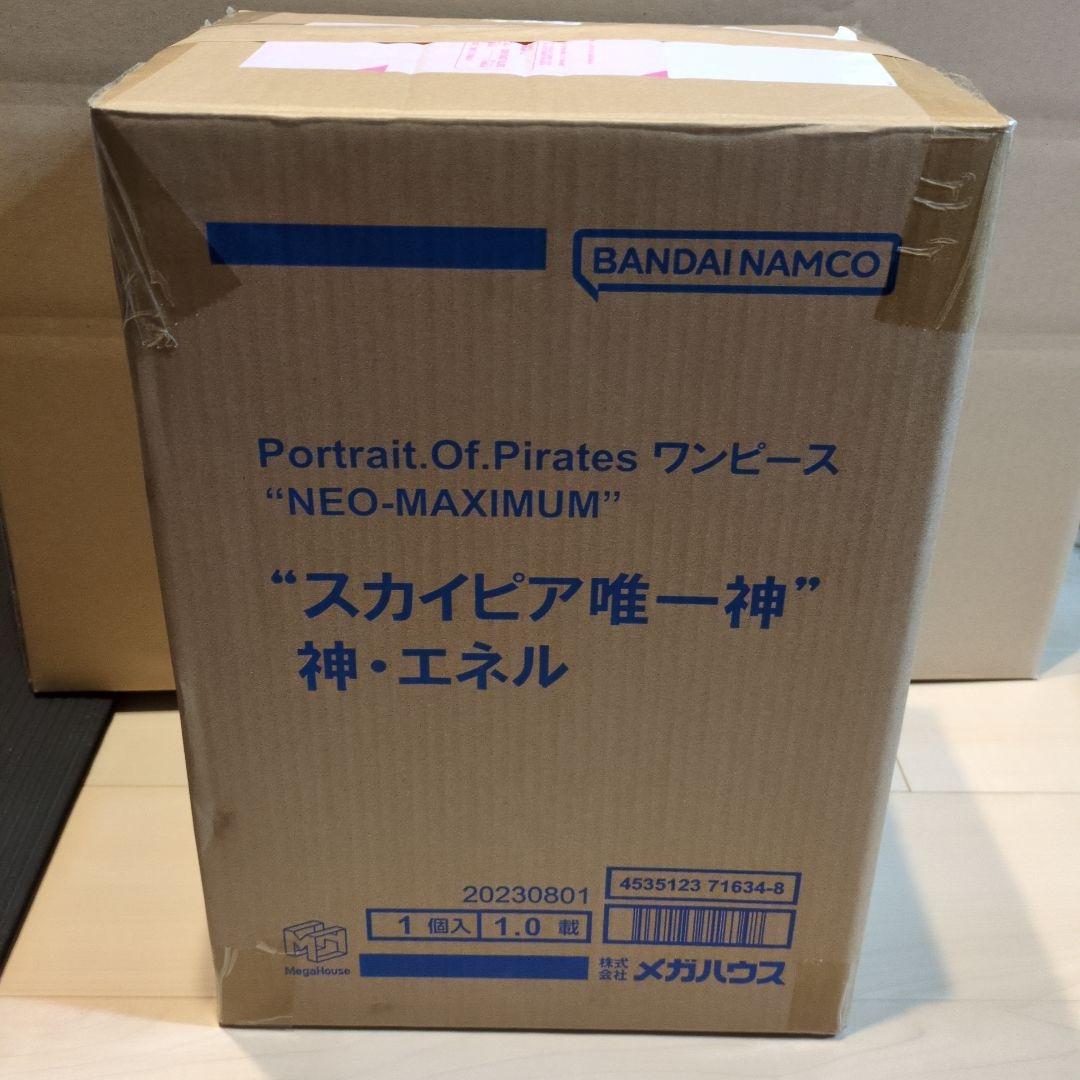 BANDAI NAMCO
Portrait.Of.Pirates ワンピース
“NEO-MAXIMUM”
“スカイピア唯一神”
神・エネル
20230801
4535123 71634-8
1 個入 1.0 載
MegaHouse
株式会社 メガハウス